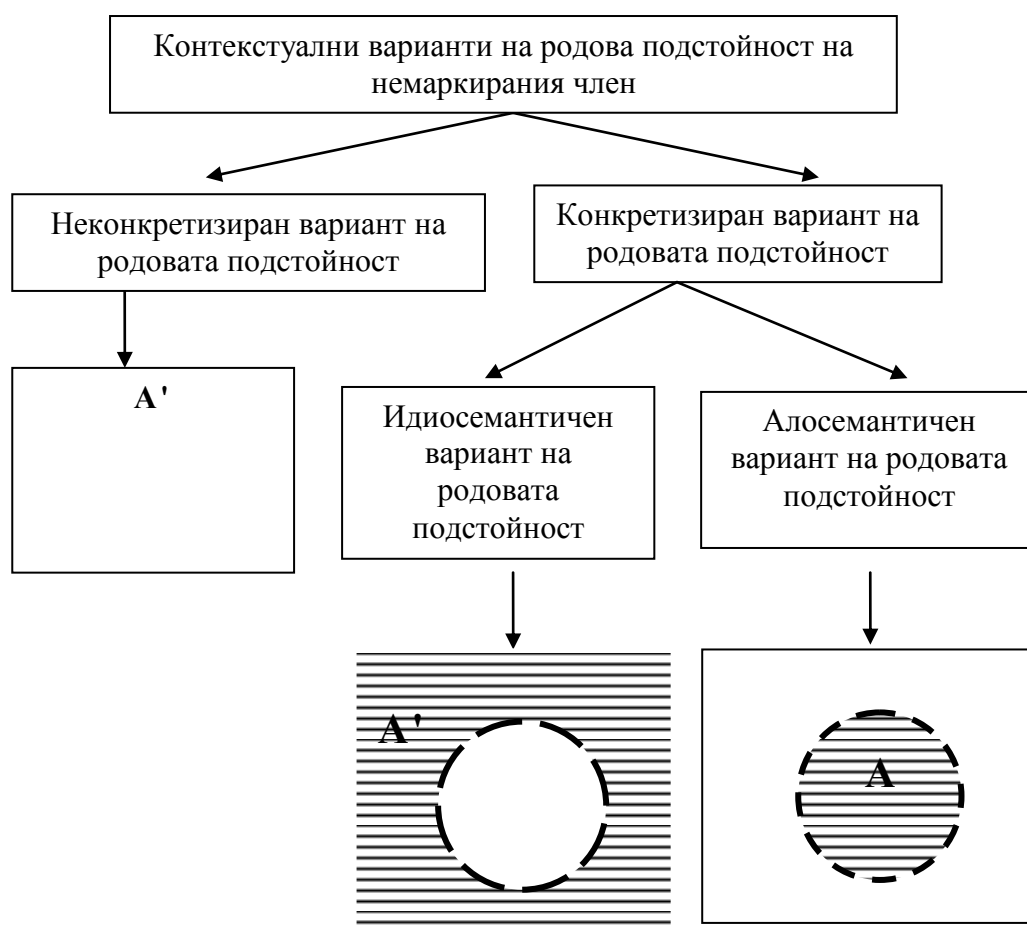 Контекстуални варианти на родова подстойност на
немаркирания член
Неконкретизиран вариант на
родовата подстойност
Конкретизиран вариант на
родовата подстойност
A'
Идиосемантичен
вариант на
родовата
подстойност
Алосемантичен
вариант на родовата
подстойност
A'
A